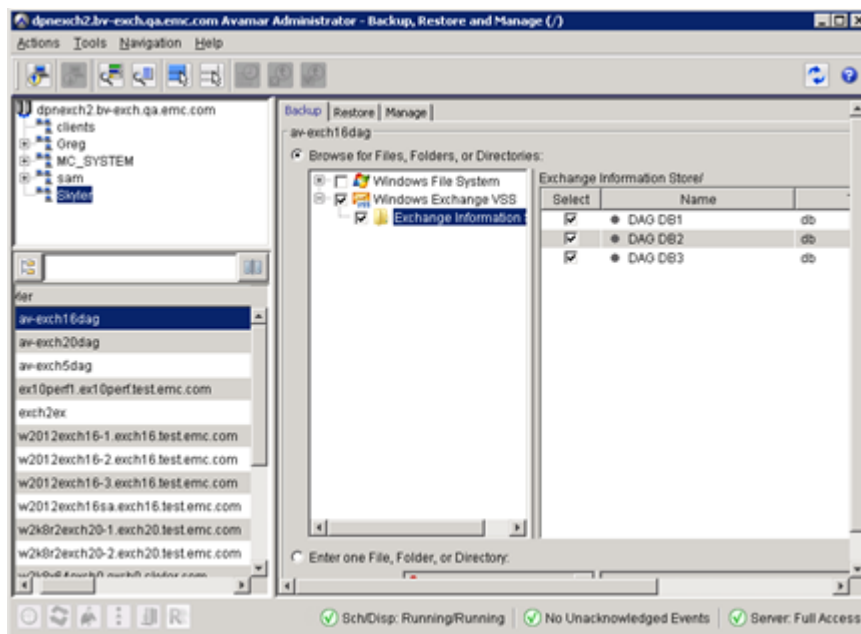 dpnexch2.bv-exch.qa.emc.com Avamar Administrator - Backup, Restore and Manage (/)
Actions Tools Navigation Help
dpnexch2.bv-exch.qa.emc.com
clients
Greg
MC_SYSTEM
sam
Skyler
ler
av-exch16dag
av-exch20dag
av-exch5dag
ex10perf1.ex10perf.test.emc.com
exch2ex
w2012exch16-1.exch16.test.emc.com
w2012exch16-2.exch16.test.emc.com
w2012exch16-3.exch16.test.emc.com
w2012exch16sa.exch16.test.emc.com
w2k8r2exch20-1.exch20.test.emc.com
w2k8r2exch20-2.exch20.test.emc.com
Backup Restore Manage
av-exch16dag
Browse for Files, Folders, or Directories:
Windows File System
Windows Exchange VSS
Exchange Information
Exchange Information Store/
Select Name
DAG DB1 db
DAG DB2 db
DAG DB3 db
Enter one File, Folder, or Directory:
Sch/Disp: Running/Running No Unacknowledged Events Server: Full Access